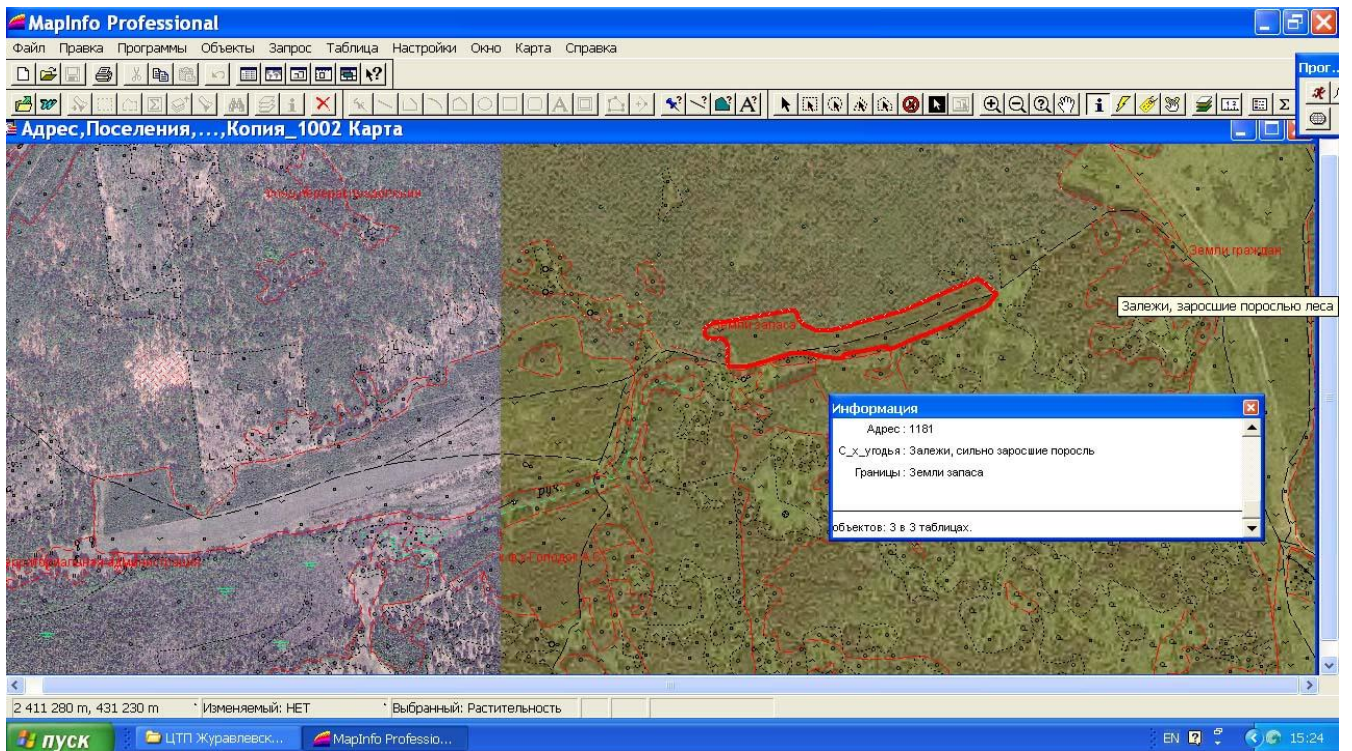 MapInfo Professional
Файл Правка Программы Объекты Запрос Таблица Настройки Окно Карта Справка
Прог..
Адрес,Поселения,...,Копия_1002 Карта
Земли граждан
Залежи, заросшие порослью леса
Земли запаса
Информация
Адрес : 1181
С_х_угодья : Залежи, сильно заросшие поросль
Границы : Земли запаса
объектов: 3 в 3 таблицах.
руч.
2 411 280 m, 431 230 m Изменяемый: НЕТ Выбранный: Растительность
пуск ЦТП Журавлевск... MapInfo Professio... EN 15:24